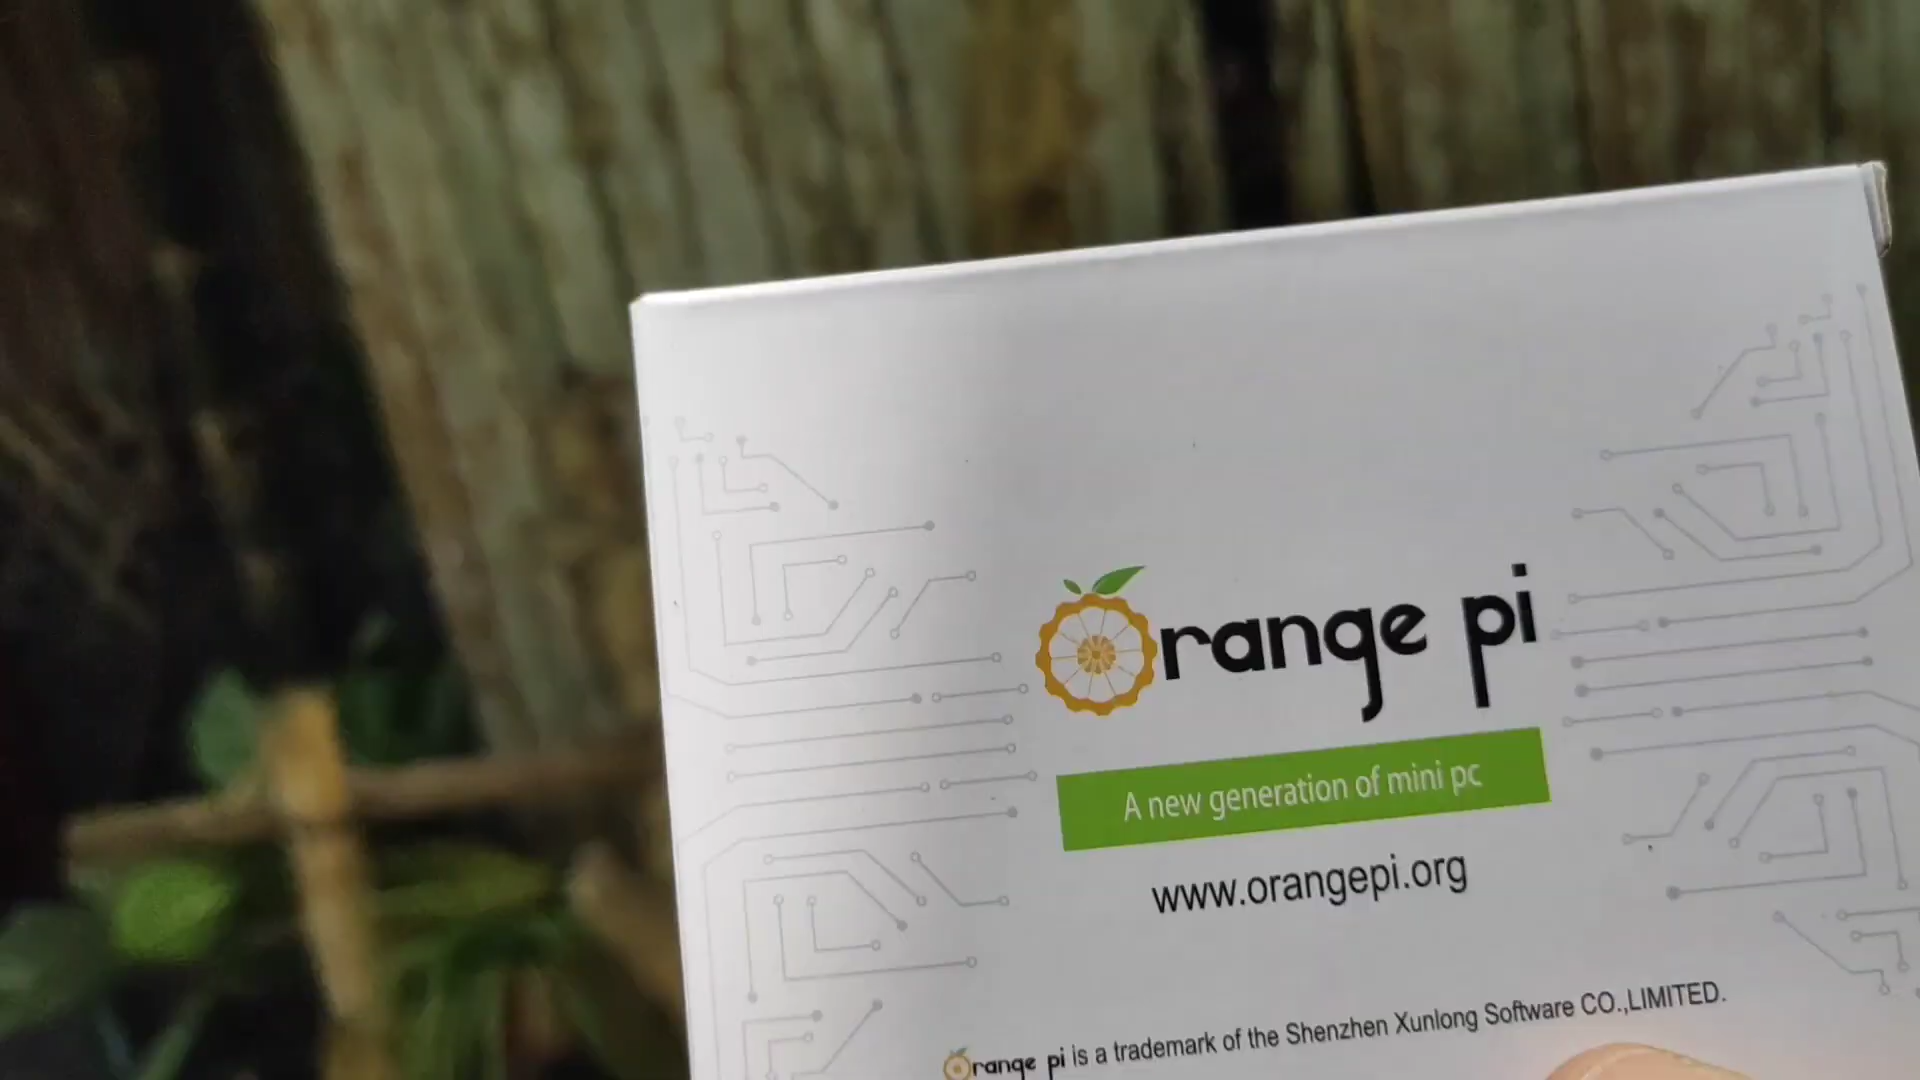 Orange pi
A new generation of mini pc
www.orangepi.org
Orange pi is a trademark of the Shenzhen Xunlong Software CO.,LIMITED.